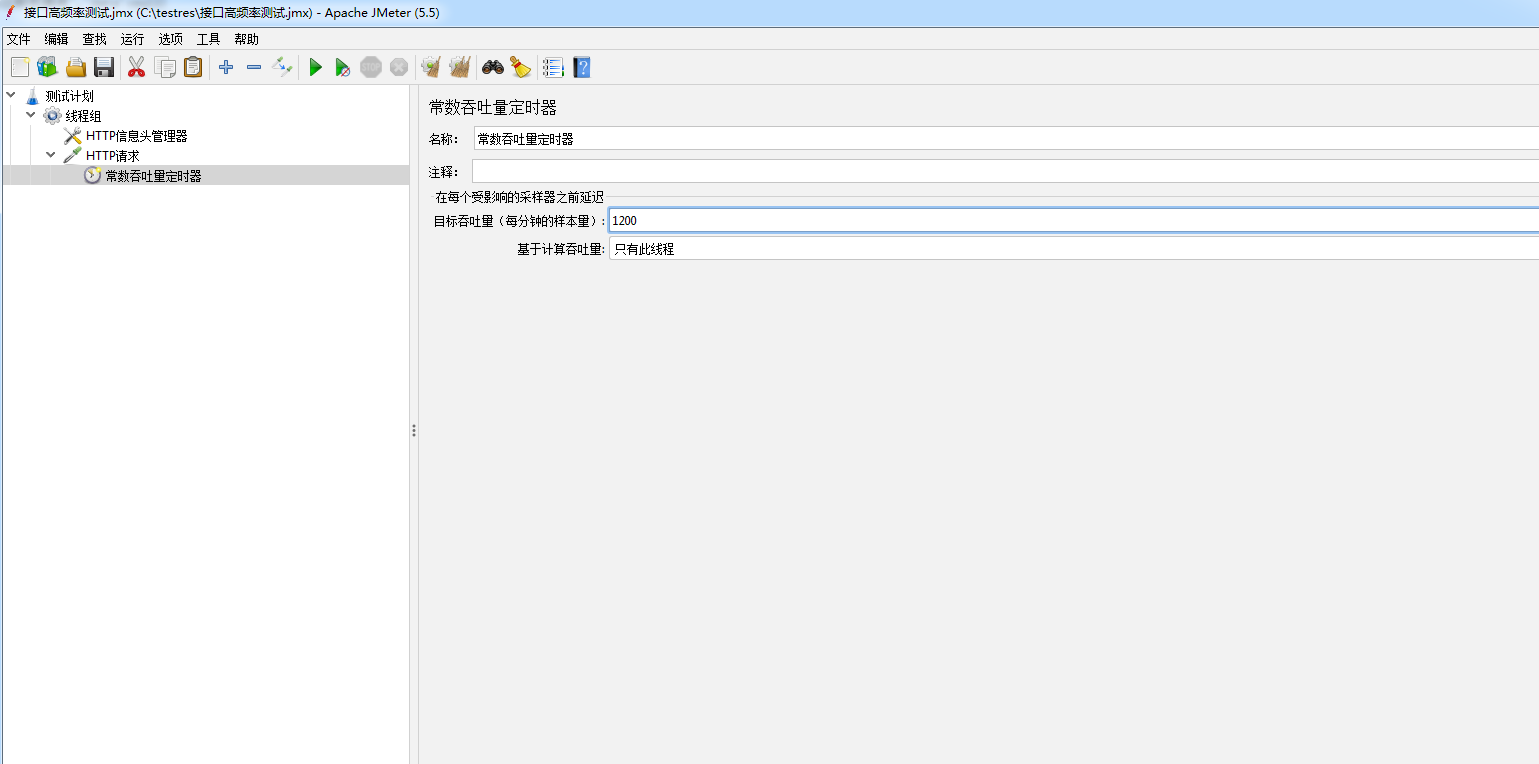 接口高频率测试.jmx (C:\testres\接口高频率测试.jmx) - Apache JMeter (5.5)
文件 编辑 查找 运行 选项 工具 帮助
STOP
测试计划
线程组
HTTP信息头管理器
HTTP请求
常数吞吐量定时器
常数吞吐量定时器
名称： 常数吞吐量定时器
注释：
在每个受影响的采样器之前延迟
目标吞吐量（每分钟的样本量）: 1200
基于计算吞吐量: 只有此线程